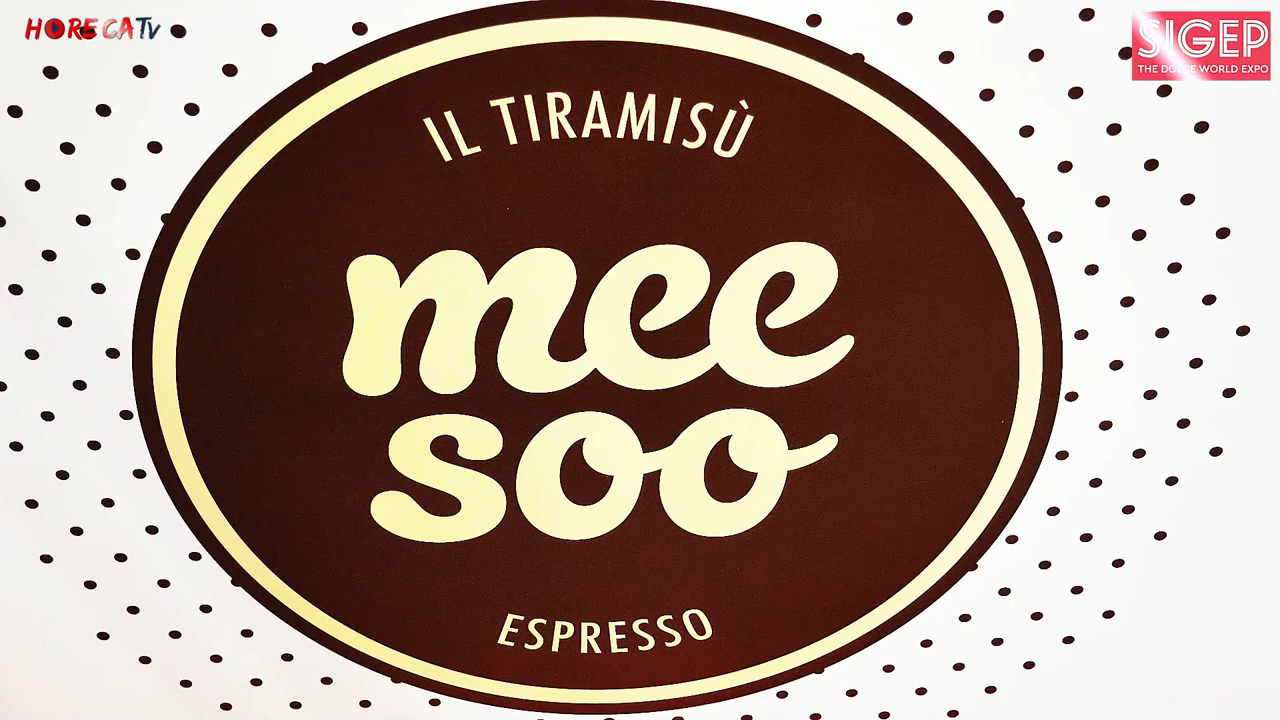 HORECATv
SIGEP
THE DOLCE WORLD EXPO
IL TIRAMISÙ
mee
soo
ESPRESSO